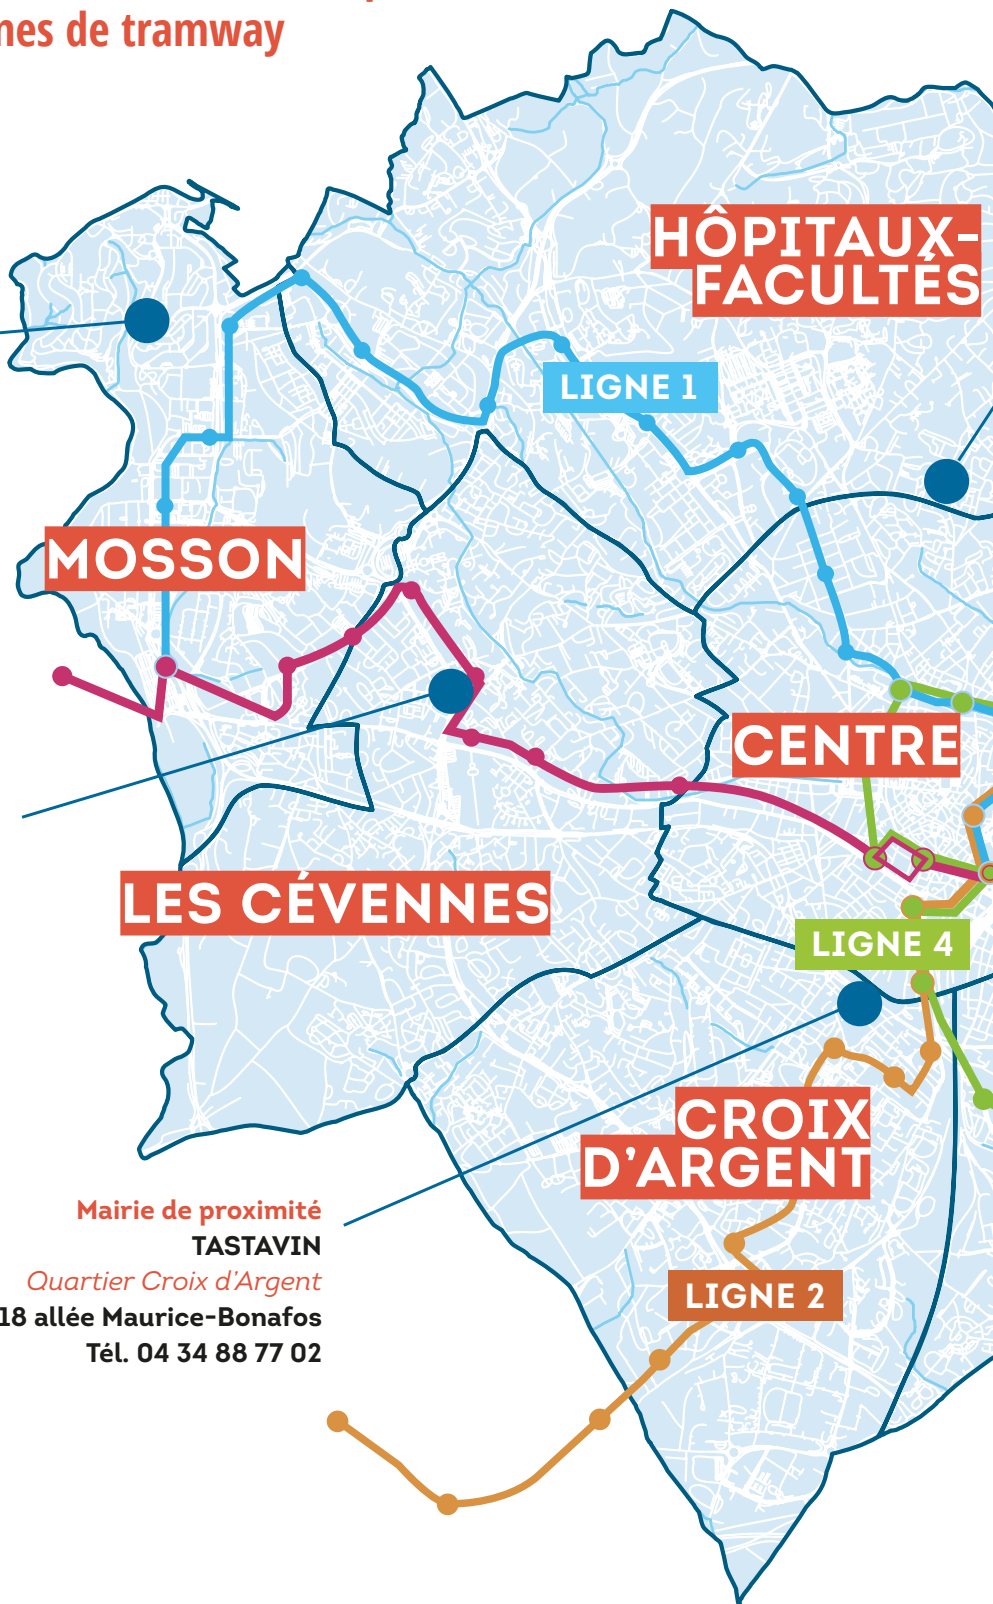 de tramway
HÔPITAUX-
FACULTÉS
LIGNE 1
MOSSON
CENTRE
LES CÉVENNES
LIGNE 4
CROIX
D'ARGENT
Mairie de proximité
TASTAVIN
Quartier Croix d'Argent
18 allée Maurice-Bonafos
Tél. 04 34 88 77 02
LIGNE 2